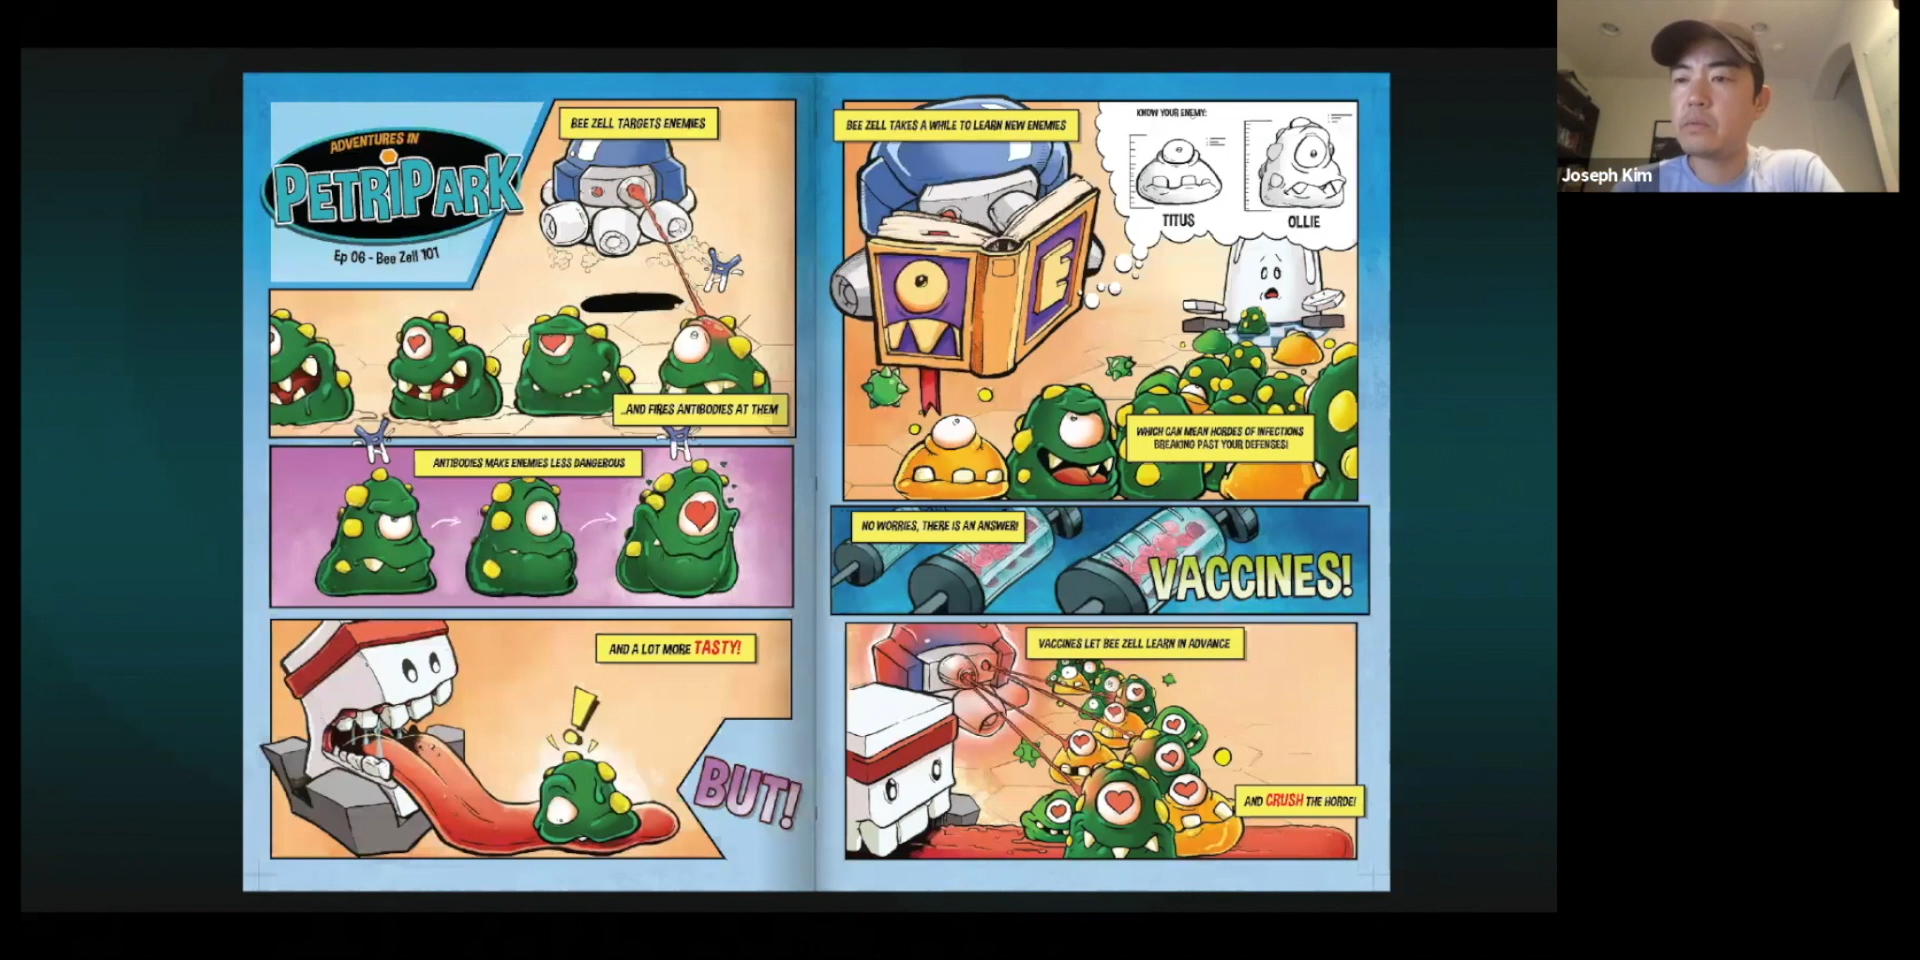 ADVENTURES IN
PETRIPARK
Ep 06 - Bee Zell 101
BEE ZELL TARGETS ENEMIES
...AND FIRES ANTIBODIES AT THEM
ANTIBODIES MAKE ENEMIES LESS DANGEROUS
AND A LOT MORE TASTY!
BUT!
BEE ZELL TAKES A WHILE TO LEARN NEW ENEMIES
KNOW YOUR ENEMY:
TITUS
OLLIE
E
WHICH CAN MEAN HORDES OF INFECTIONS
BREAKING PAST YOUR DEFENSES!
NO WORRIES, THERE IS AN ANSWER!
VACCINES!
VACCINES LET BEE ZELL LEARN IN ADVANCE
AND CRUSH THE HORDE!
Joseph Kim